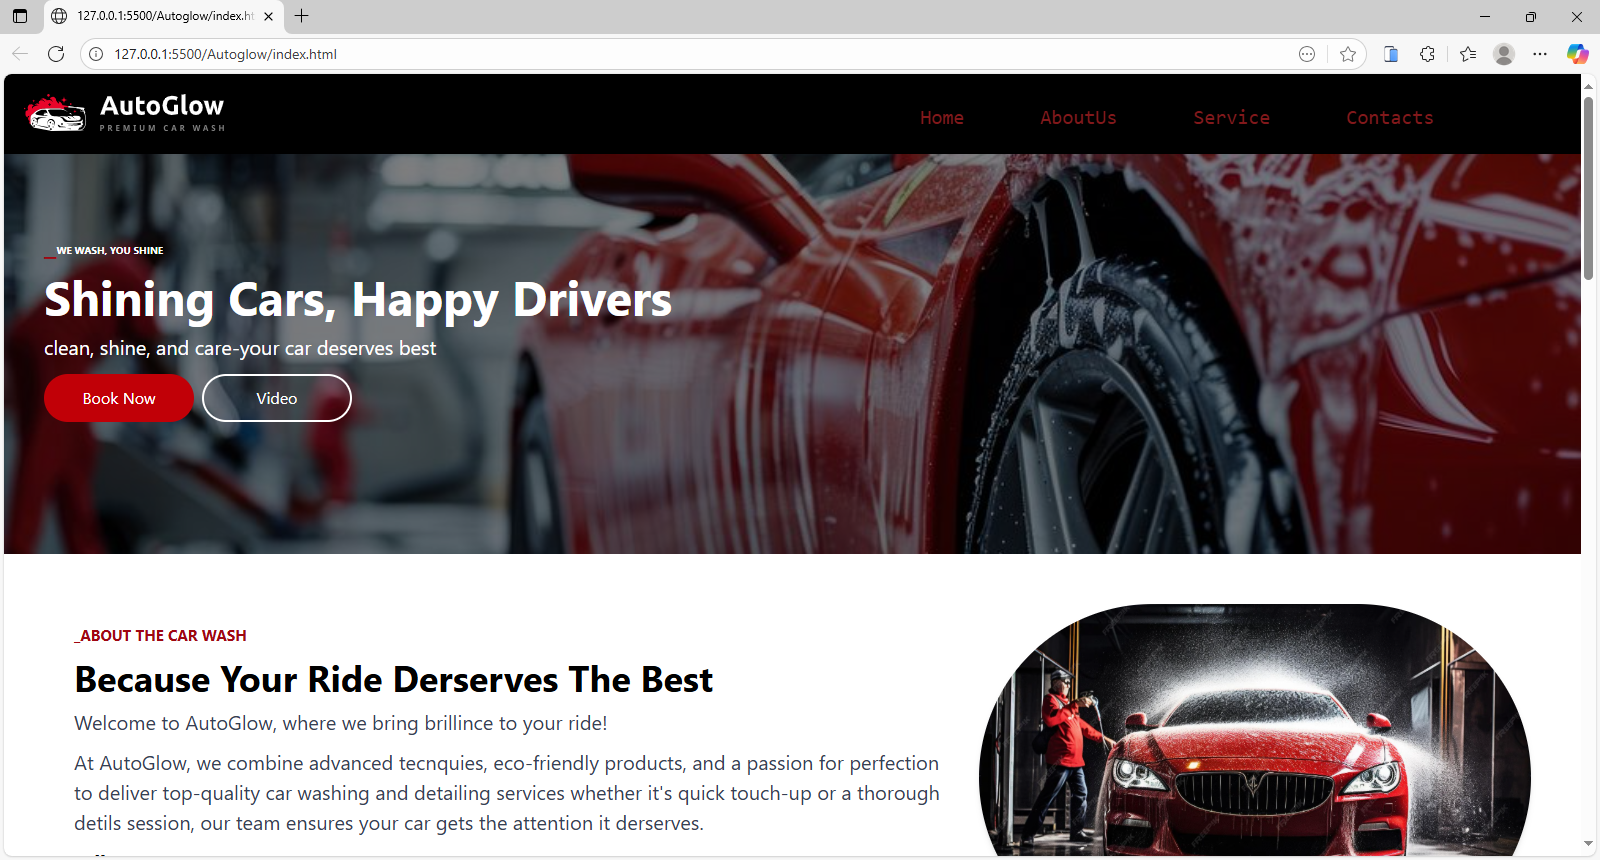 127.0.0.1:5500/Autoglow/index.ht
127.0.0.1:5500/Autoglow/index.html
AutoGlow
PREMIUM CAR WASH
Home AboutUs Service Contacts
_WE WASH, YOU SHINE
Shining Cars, Happy Drivers
clean, shine, and care-your car deserves best
Book Now Video
_ABOUT THE CAR WASH
Because Your Ride Derserves The Best
Welcome to AutoGlow, where we bring brillince to your ride!
At AutoGlow, we combine advanced tecnquies, eco-friendly products, and a passion for perfection
to deliver top-quality car washing and detailing services whether it's quick touch-up or a thorough
detils session, our team ensures your car gets the attention it deserves.